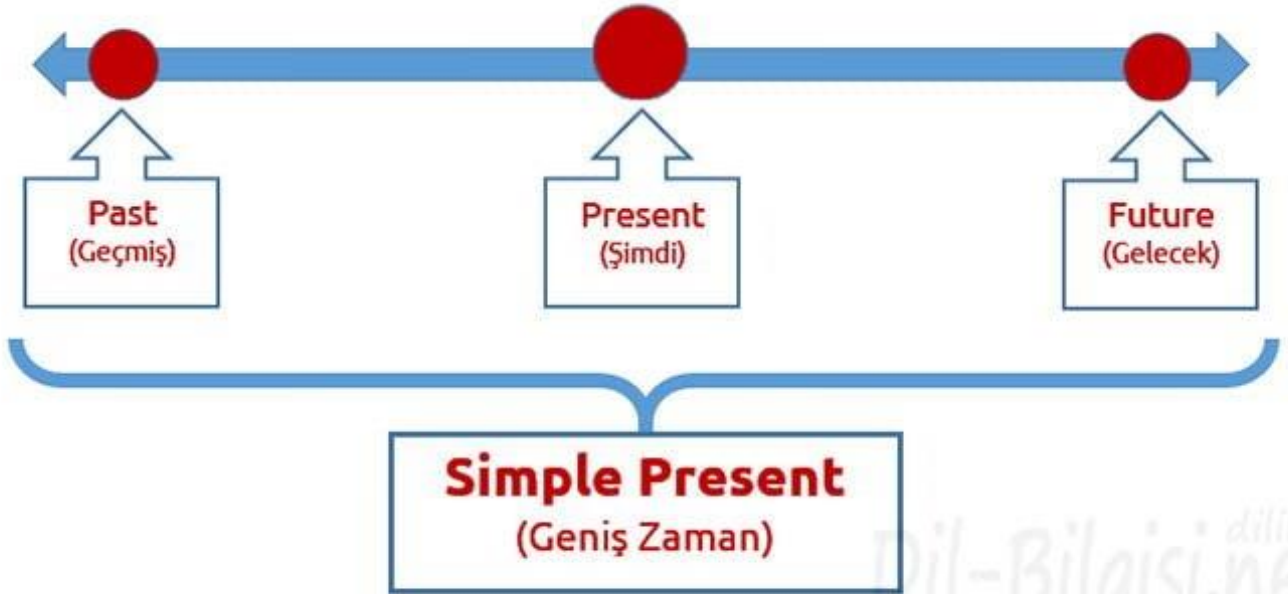 Past
(Geçmiş)
Present
(Şimdi)
Future
(Gelecek)
Simple Present
(Geniş Zaman)
Dil-Bilgisi.ne